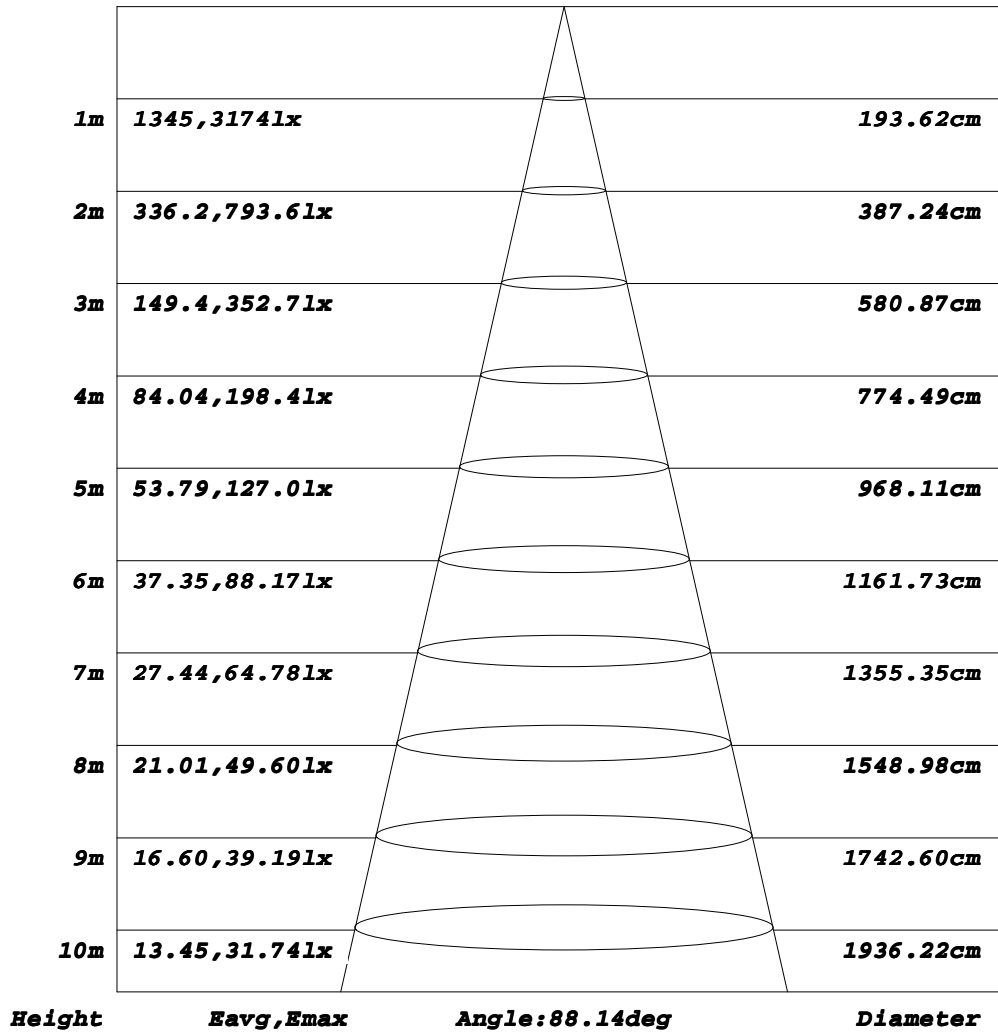 1m 1345,3174lx 193.62cm
2m 336.2,793.6lx 387.24cm
3m 149.4,352.7lx 580.87cm
4m 84.04,198.4lx 774.49cm
5m 53.79,127.0lx 968.11cm
6m 37.35,88.17lx 1161.73cm
7m 27.44,64.78lx 1355.35cm
8m 21.01,49.60lx 1548.98cm
9m 16.60,39.19lx 1742.60cm
10m 13.45,31.74lx 1936.22cm
Height Eavg,Emax Angle:88.14deg Diameter